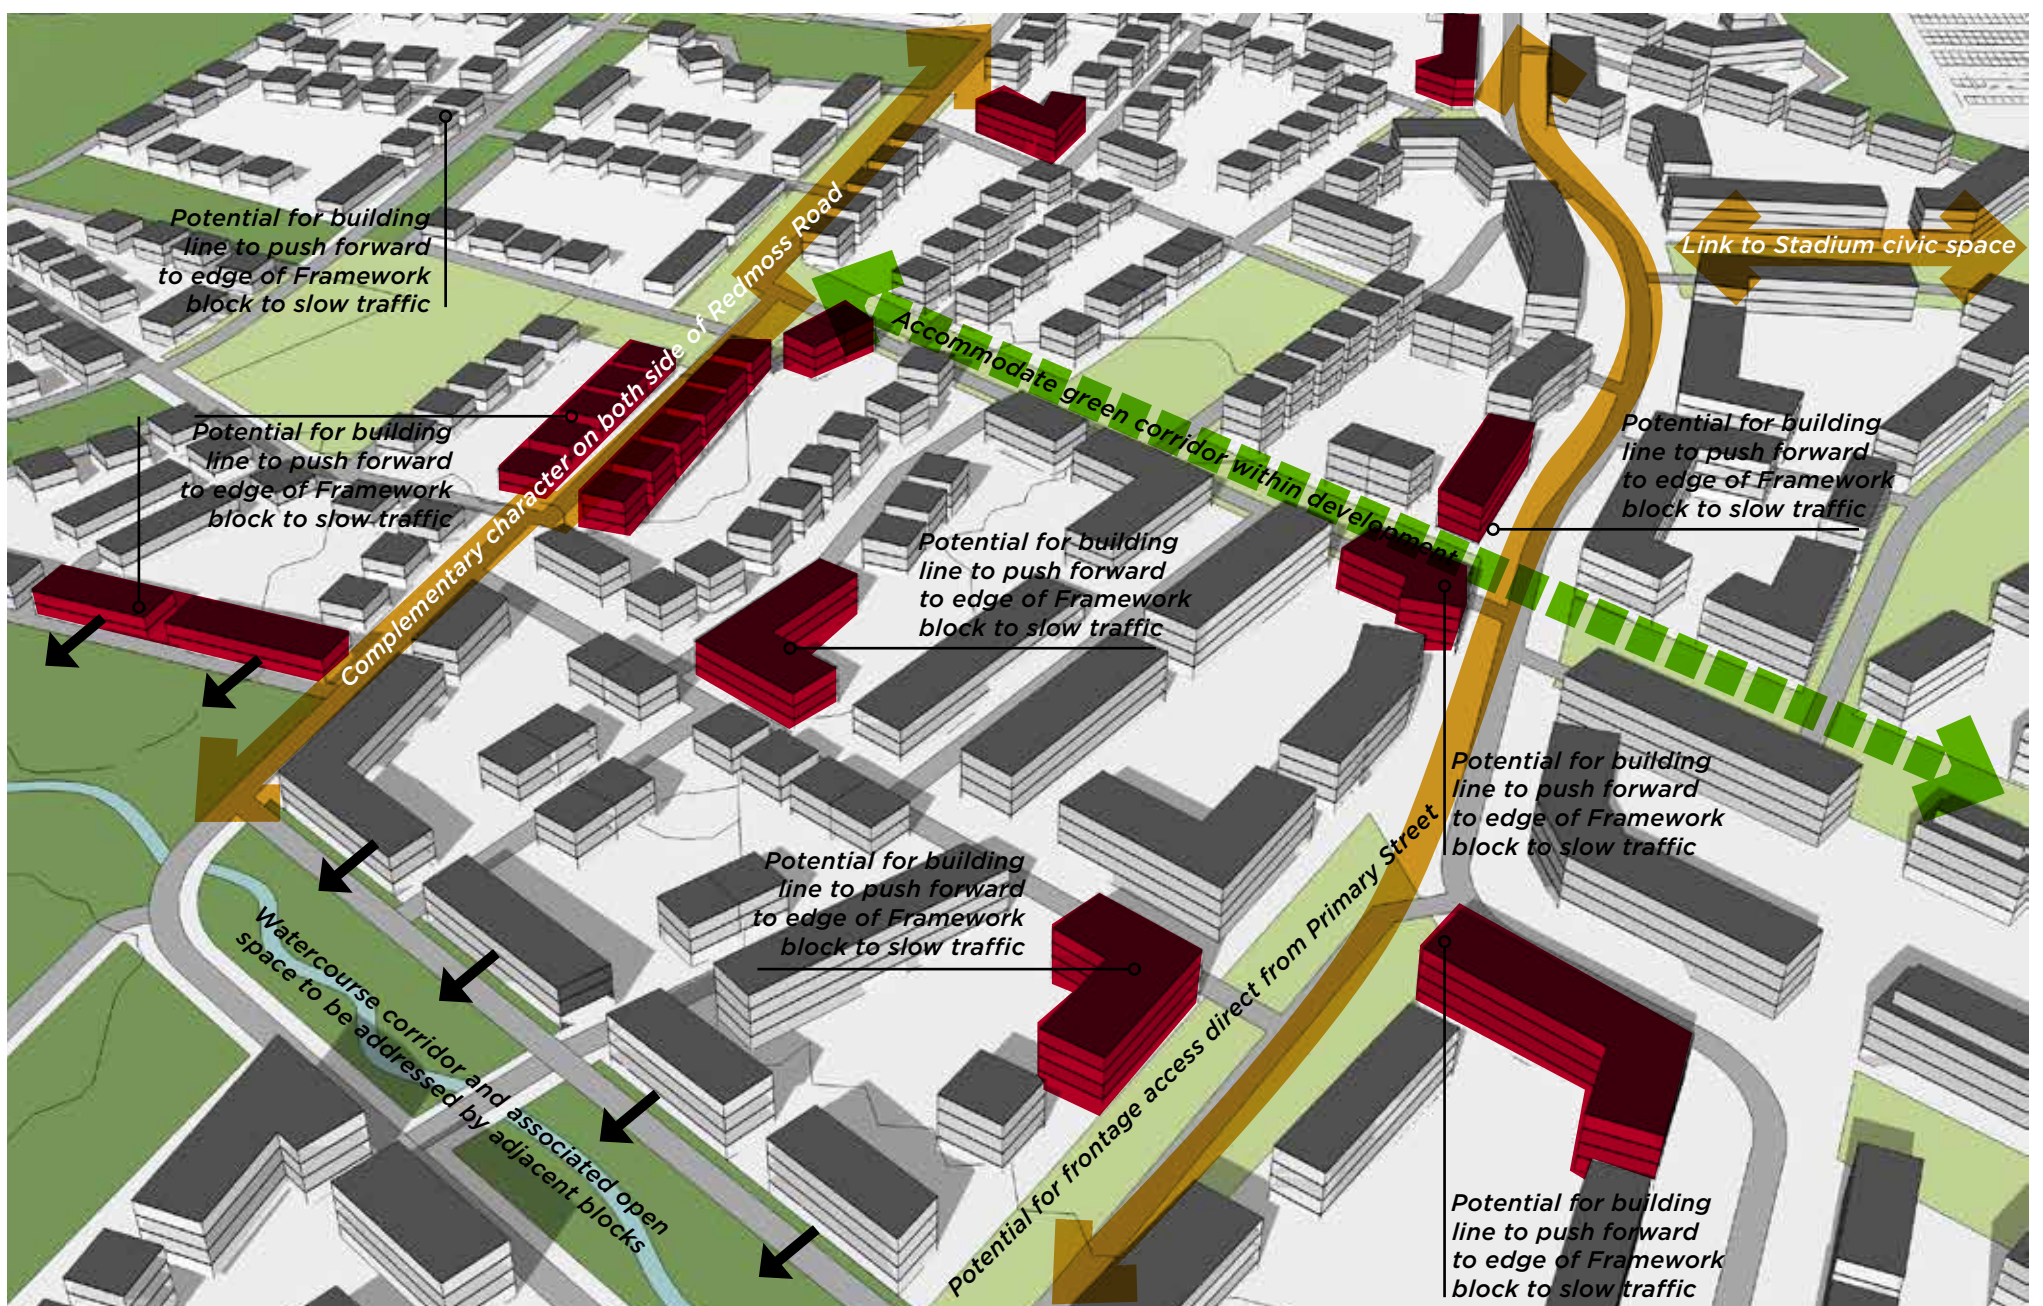 Potential for building
line to push forward
to edge of Framework
block to slow traffic
Complementary character on both side of Redmoss Road
Link to Stadium civic space
Accommodate green corridor within development
Potential for building
line to push forward
to edge of Framework
block to slow traffic
Potential for building
line to push forward
to edge of Framework
block to slow traffic
Potential for building
line to push forward
to edge of Framework
block to slow traffic
Potential for building
line to push forward
to edge of Framework
block to slow traffic
Potential for building
line to push forward
to edge of Framework
block to slow traffic
Watercourse corridor and associated open
space to be addressed by adjacent blocks
Potential for frontage access direct from Primary Street
Potential for building
line to push forward
to edge of Framework
block to slow traffic